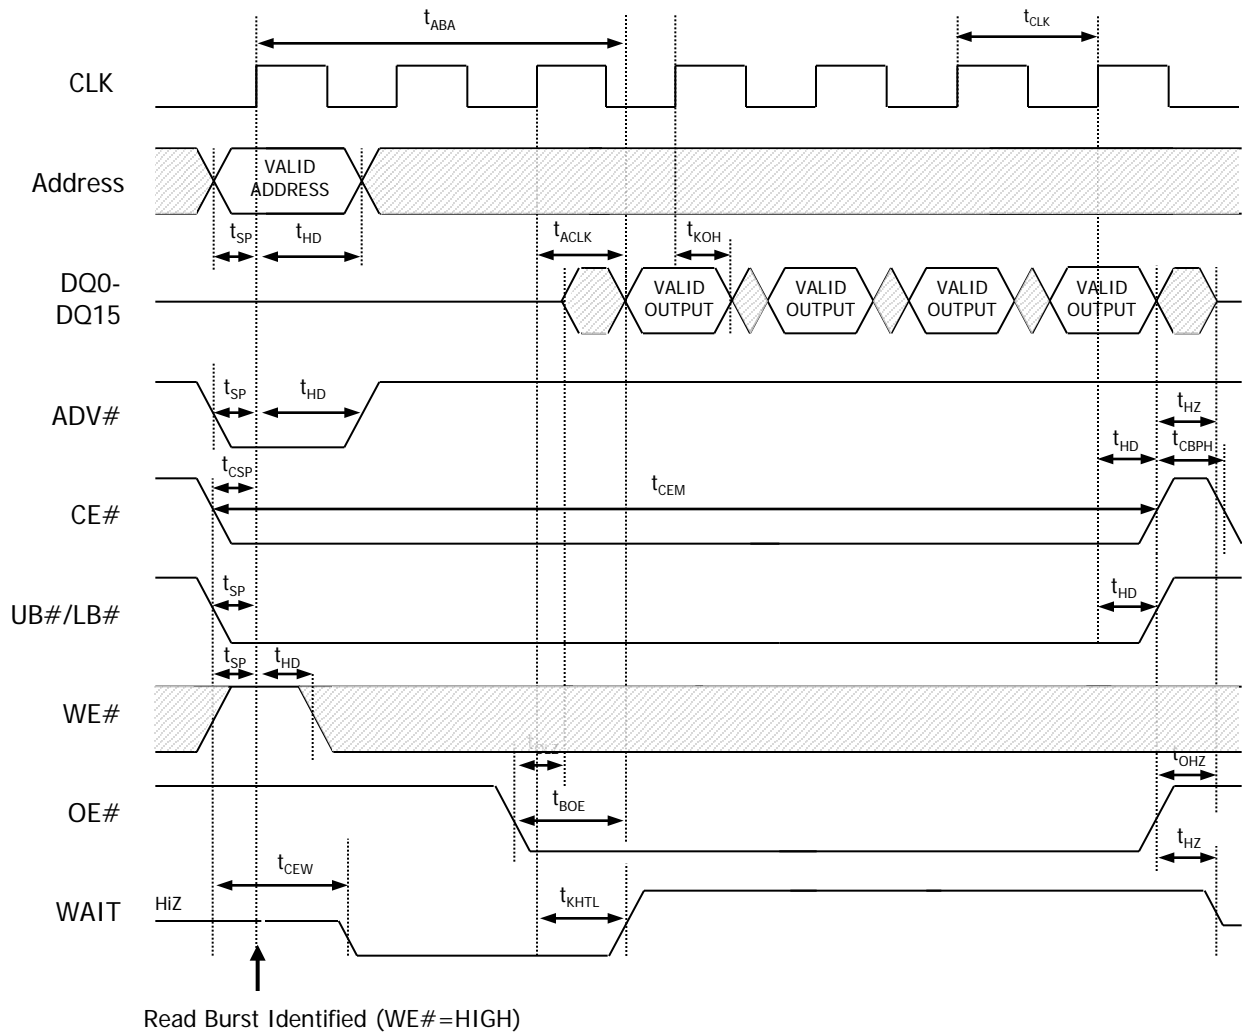 tABA
tCLK
CLK
Address
VALID
ADDRESS
tSP
tHD
tACLK
tKOH
DQ0-
DQ15
VALID
OUTPUT
VALID
OUTPUT
VALID
OUTPUT
VALID
OUTPUT
ADV#
tSP
tHD
tHZ
tHD
tCBPH
CE#
tCSP
tCEM
UB#/LB#
tSP
tHD
tSP
tHD
WE#
tOHZ
OE#
tBOE
tHZ
tCEW
WAIT
HiZ
tKHTL
Read Burst Identified (WE#=HIGH)